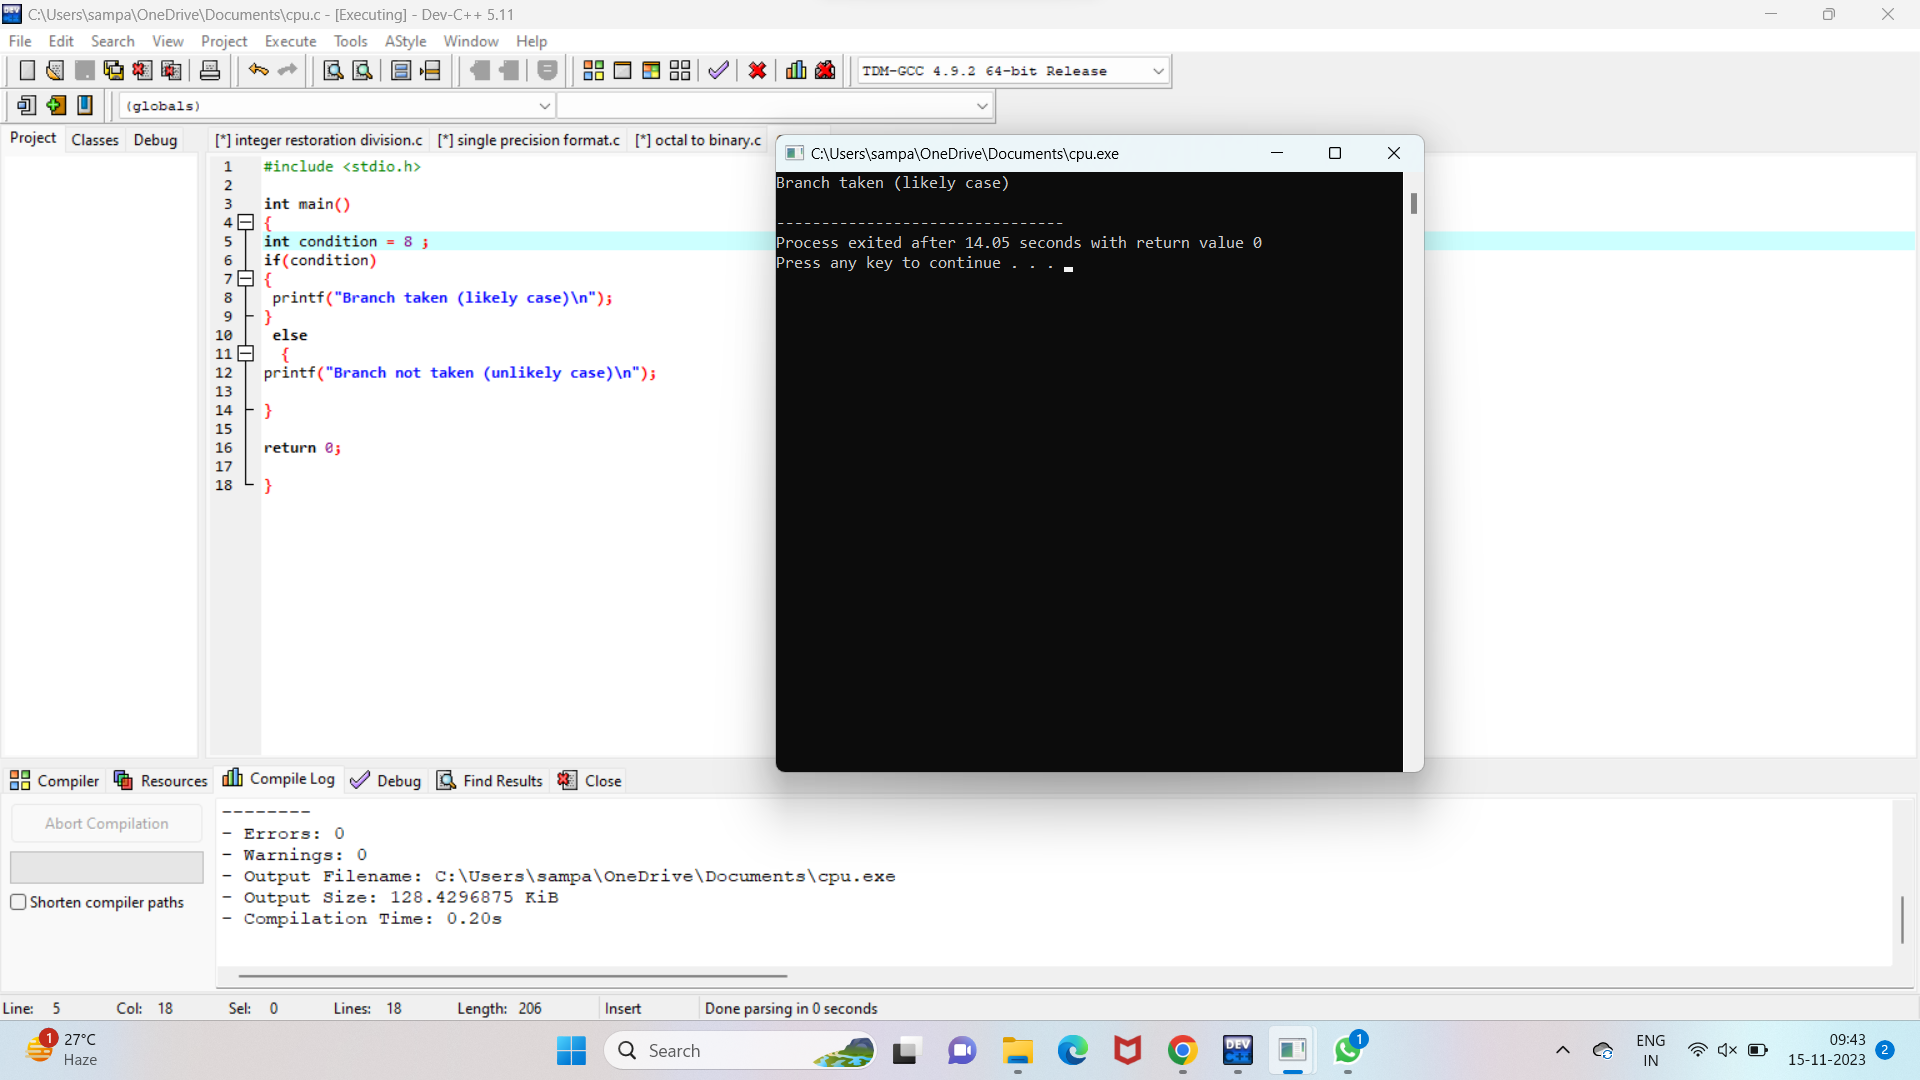 C:\Users\sampa\OneDrive\Documents\cpu.c - [Executing] - Dev-C++ 5.11
File Edit Search View Project Execute Tools AStyle Window Help
TDM-GCC 4.9.2 64-bit Release
(globals)
Project Classes Debug
[*] integer restoration division.c [*] single precision format.c [*] octal to binary.c
1 #include <stdio.h>
2
3 int main()
4 {
5 int condition = 8 ;
6 if(condition)
7 {
8 printf("Branch taken (likely case)\n");
9 }
10 else
11 {
12 printf("Branch not taken (unlikely case)\n");
13
14 }
15
16 return 0;
17
18 }
C:\Users\sampa\OneDrive\Documents\cpu.exe
Branch taken (likely case)
--------------------------------
Process exited after 14.05 seconds with return value 0
Press any key to continue . . .
Compiler Resources Compile Log Debug Find Results Close
Abort Compilation
Shorten compiler paths
--------
- Errors: 0
- Warnings: 0
- Output Filename: C:\Users\sampa\OneDrive\Documents\cpu.exe
- Output Size: 128.4296875 KiB
- Compilation Time: 0.20s
Line: 5 Col: 18 Sel: 0 Lines: 18 Length: 206 Insert Done parsing in 0 seconds
1
27°C
Haze
Search
DEV
1
ENG
IN
09:43
15-11-2023
2